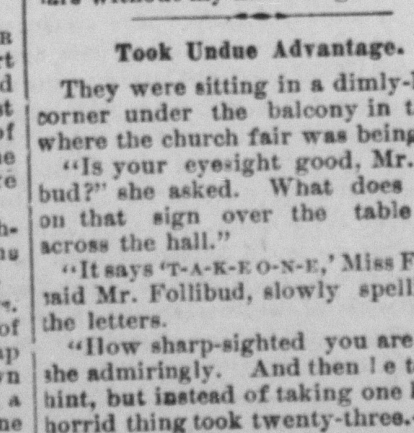 Took Undue Advantage.
They were sitting in a dimly-
corner under the balcony in
where the church fair was being
"Is your eyesight good, Mr.
bud?" she asked. What does
on that sign over the table
across the hall."
"It says 'T-A-K-E O-N-E,' Miss F
said Mr. Follibud, slowly spell
the letters.
"How sharp-sighted you are
she admiringly. And then he
hint, but instead of taking one
horrid thing took twenty-three.